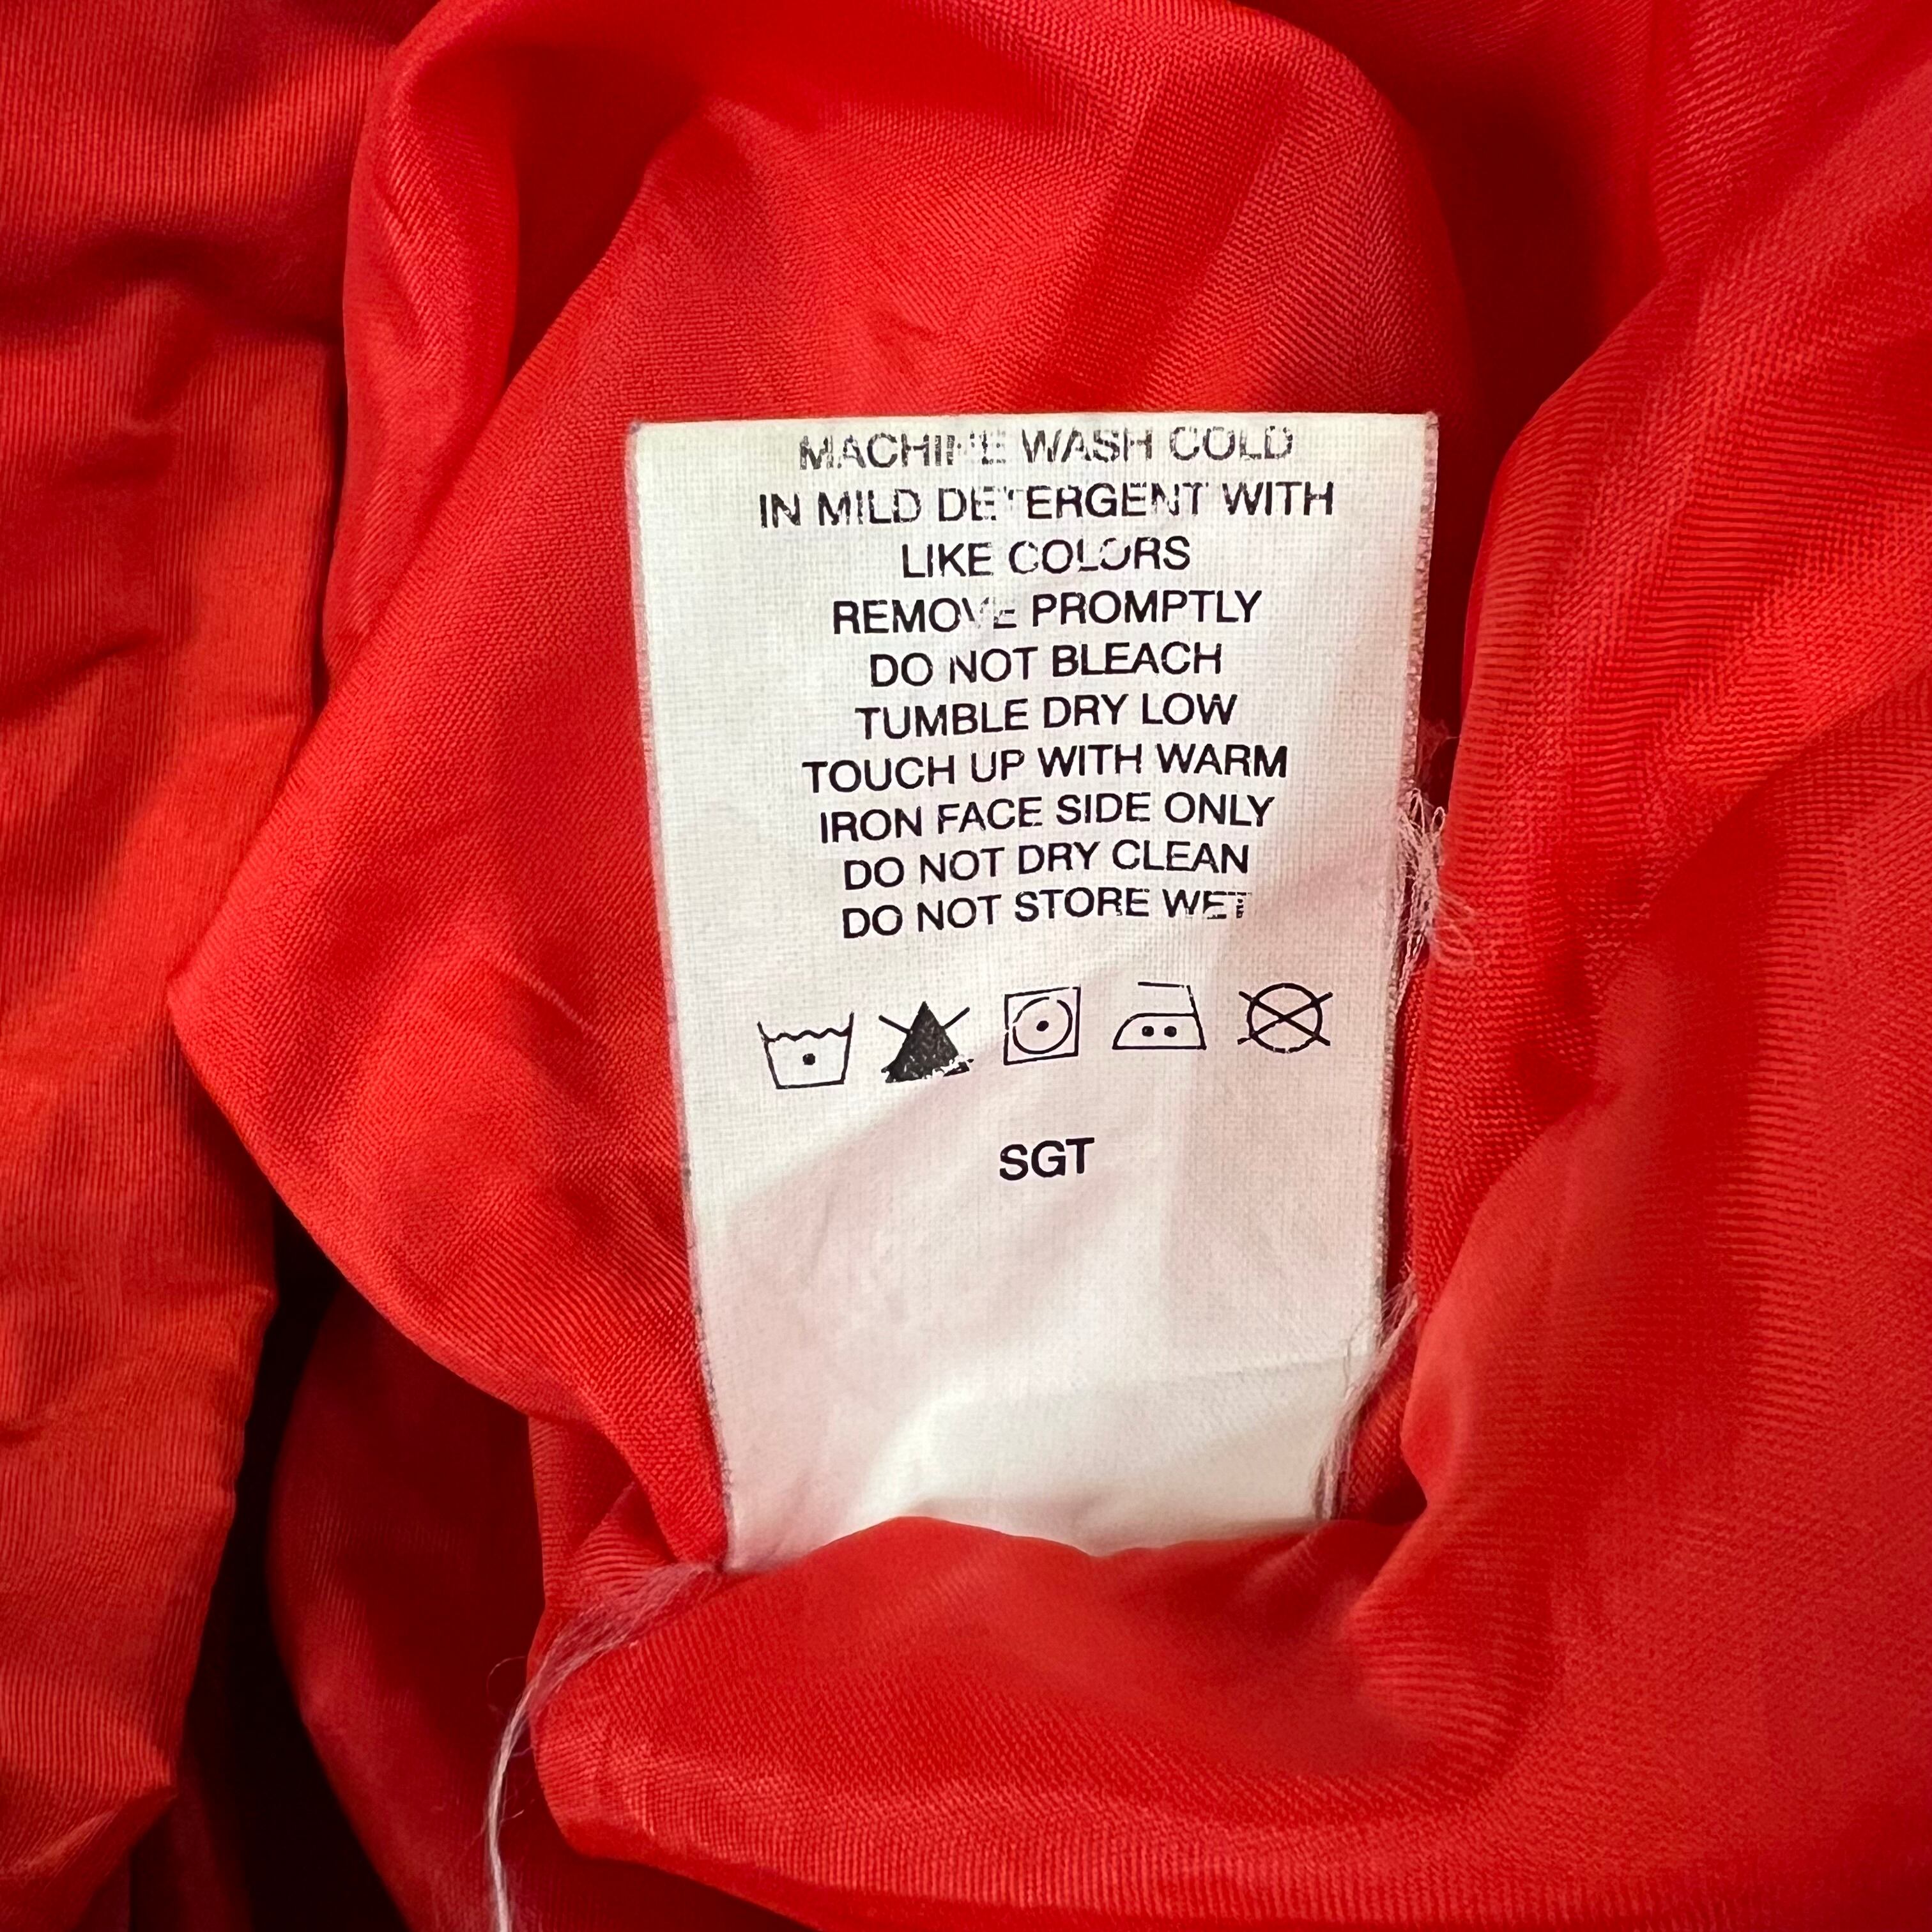 MACHINE WASH COLD
IN MILD DETERGENT WITH
LIKE COLORS
REMOVE PROMPTLY
DO NOT BLEACH
TUMBLE DRY LOW
TOUCH UP WITH WARM
IRON FACE SIDE ONLY
DO NOT DRY CLEAN
DO NOT STORE WET
SGT